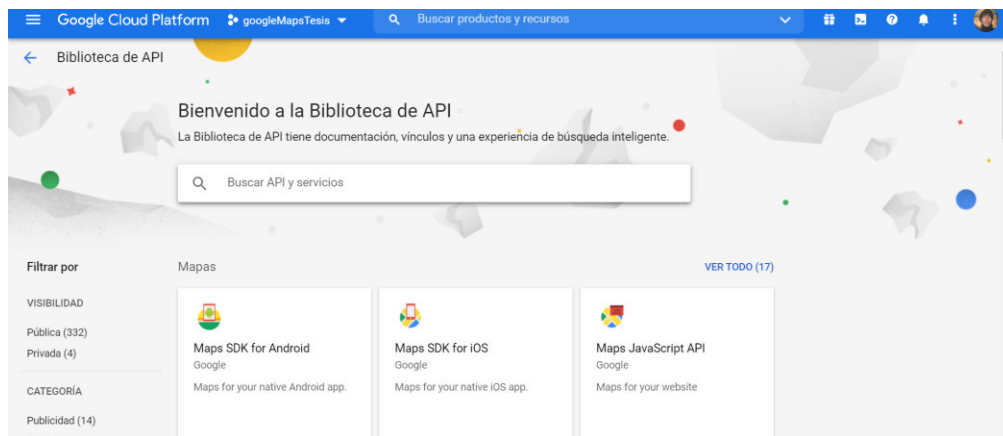 Google Cloud Platform googleMapsTesis Buscar productos y recursos
Biblioteca de API
Bienvenido a la Biblioteca de API
La Biblioteca de API tiene documentación, vínculos y una experiencia de búsqueda inteligente.
Buscar API y servicios
Filtrar por
VISIBILIDAD
Pública (332)
Privada (4)
CATEGORÍA
Publicidad (14)
Mapas VER TODO (17)
Maps SDK for Android
Google
Maps for your native Android app.
Maps SDK for iOS
Google
Maps for your native iOS app.
Maps JavaScript API
Google
Maps for your website